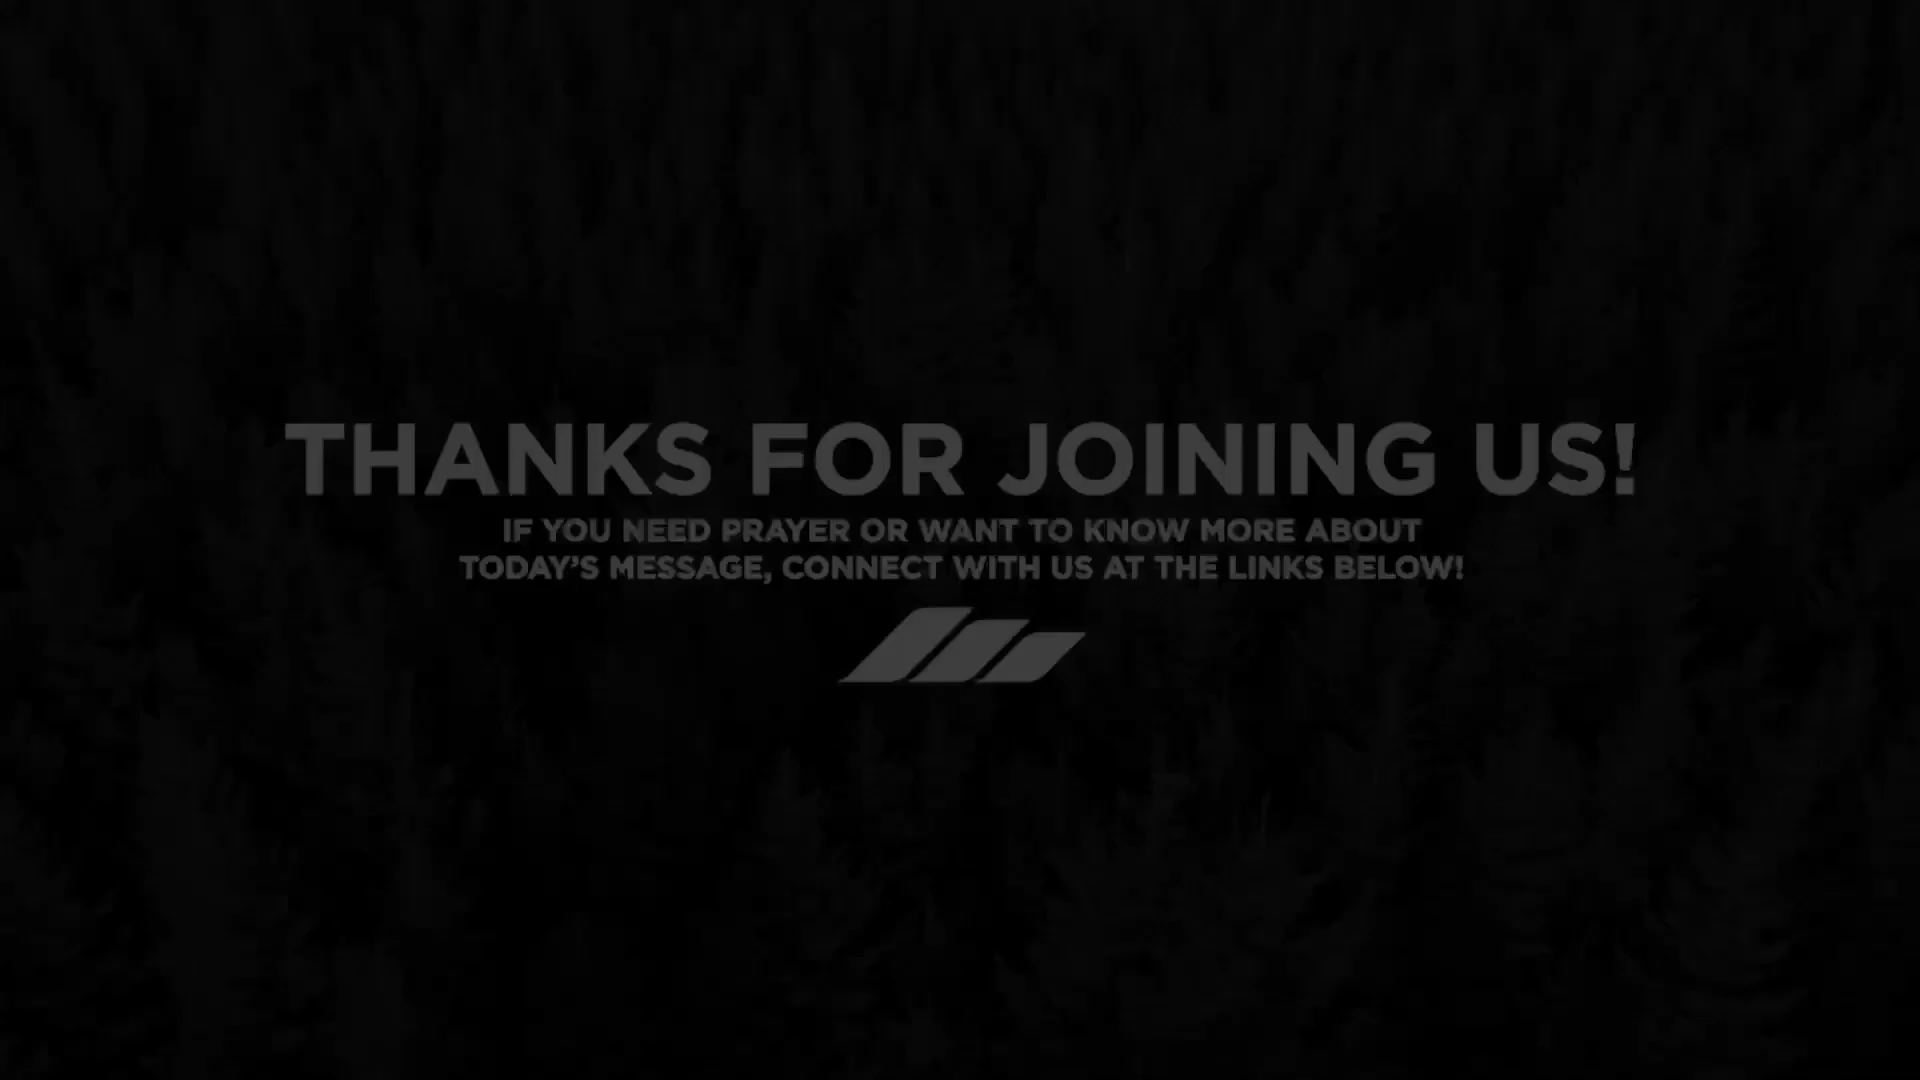 THANKS FOR JOINING US!
IF YOU NEED PRAYER OR WANT TO KNOW MORE ABOUT
TODAY’S MESSAGE, CONNECT WITH US AT THE LINKS BELOW!